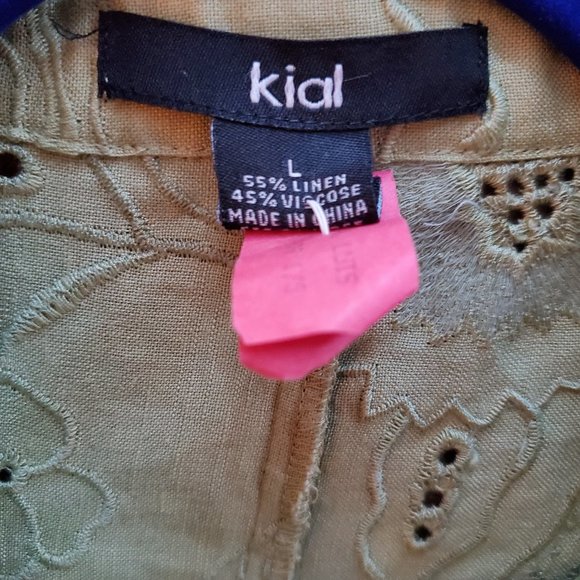 kial
L
55% LINEN
45% VISCOSE
MADE IN CHINA